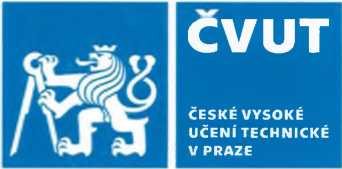 ČVUT
ČESKÉ VYSOKÉ
UČENÍ TECHNICKÉ
V PRAZE